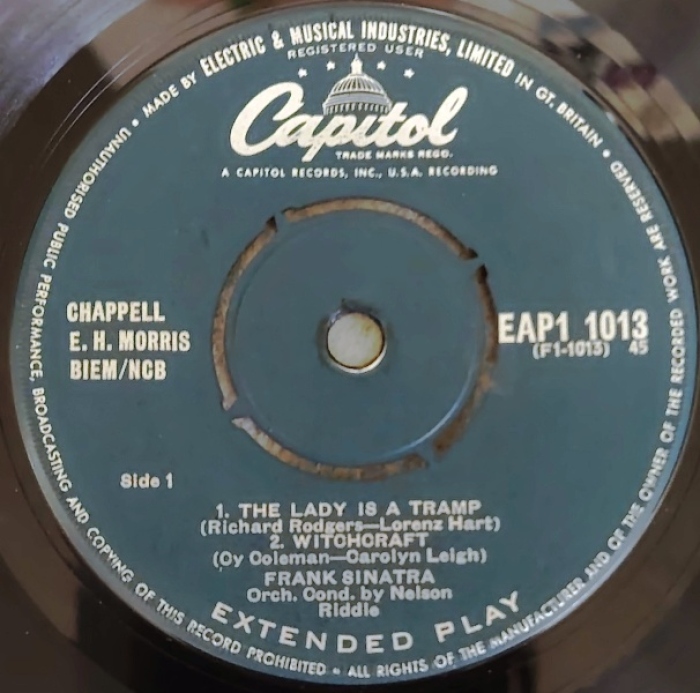 MADE BY ELECTRIC & MUSICAL INDUSTRIES, LIMITED IN GT. BRITAIN • ALL RIGHTS OF THE MANUFACTURER AND OF THE OWNER OF THE RECORDED WORK ARE RESERVED
UNAUTHORISED PUBLIC PERFORMANCE, BROADCASTING AND COPYING OF THIS RECORD PROHIBITED •
REGISTERED USER
Capitol
TRADE MARKS REGD.
A CAPITOL RECORDS, INC., U.S.A. RECORDING
CHAPPELL
E. H. MORRIS
BIEM/NCB
EAP1 1013
(F1-1013) 45
Side 1
1. THE LADY IS A TRAMP
(Richard Rodgers—Lorenz Hart)
2. WITCHCRAFT
(Cy Coleman—Carolyn Leigh)
FRANK SINATRA
Orch. Cond. by Nelson
Riddle
EXTENDED PLAY